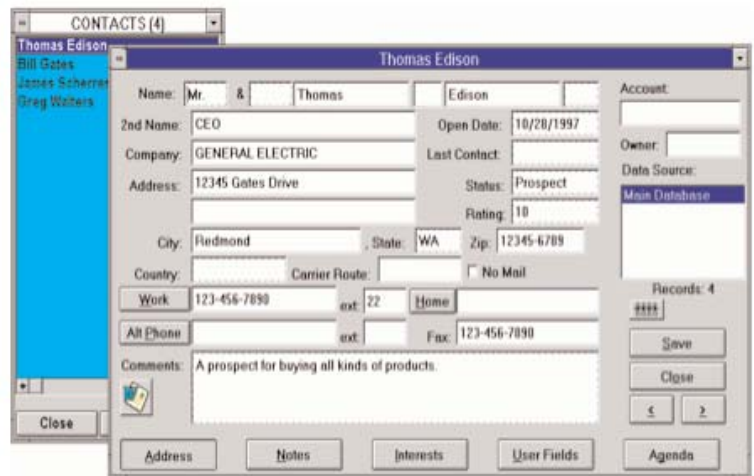 CONTACTS (4)
Thomas Edison
Bill Gates
James Scherrer
Greg Walters
Close
Thomas Edison
Name: Mr. & Thomas Edison
2nd Name: CEO
Open Date: 10/28/1997
Company: GENERAL ELECTRIC
Last Contact:
Address: 12345 Gates Drive
Status: Prospect
Rating: 10
City: Redmond , State: WA Zip: 12345-6789
Country: Carrier Route: No Mail
Work 123-456-7890 ext: 22 Home
Alt Phone ext: Fax: 123-456-7890
Comments: A prospect for buying all kinds of products.
Address Notes Interests User Fields Agenda
Account:
Owner:
Data Source:
Main Database
Records: 4
Save
Close
< >